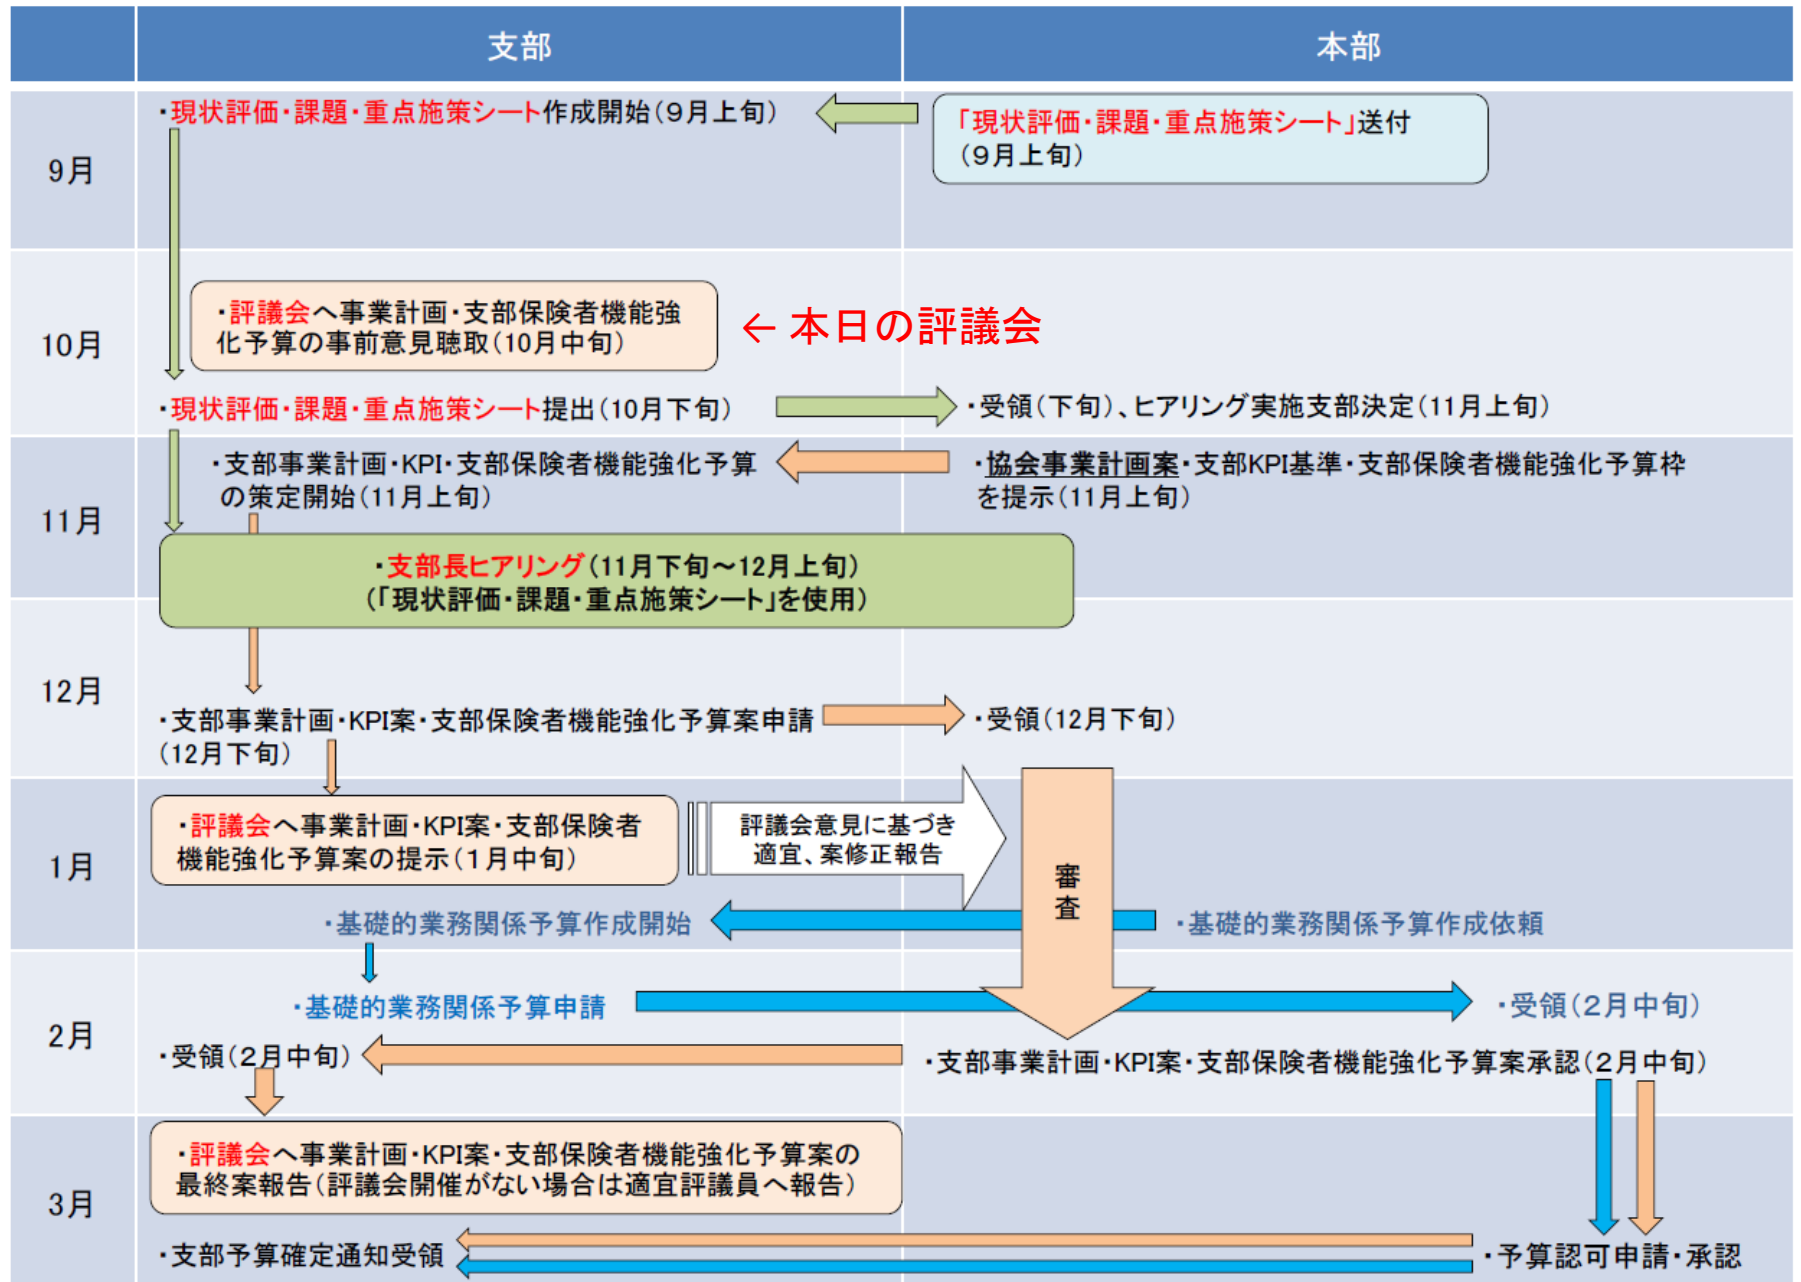 支部
本部
9月
・現状評価・課題・重点施策シート作成開始(9月上旬)
「現状評価・課題・重点施策シート」送付
(9月上旬)
10月
・評議会へ事業計画・支部保険者機能強
化予算の事前意見聴取(10月中旬)
← 本日の評議会
・現状評価・課題・重点施策シート提出(10月下旬)
・受領(下旬)、ヒアリング実施支部決定(11月上旬)
11月
・支部事業計画・KPI・支部保険者機能強化予算
の策定開始(11月上旬)
・協会事業計画案・支部KPI基準・支部保険者機能強化予算枠
を提示(11月上旬)
・支部長ヒアリング(11月下旬~12月上旬)
(「現状評価・課題・重点施策シート」を使用)
12月
・支部事業計画・KPI案・支部保険者機能強化予算案申請
(12月下旬)
・受領(12月下旬)
1月
・評議会へ事業計画・KPI案・支部保険者
機能強化予算案の提示(1月中旬)
評議会意見に基づき
適宜、案修正報告
審
査
・基礎的業務関係予算作成開始
・基礎的業務関係予算作成依頼
2月
・基礎的業務関係予算申請
・受領(2月中旬)
・受領(2月中旬)
・支部事業計画・KPI案・支部保険者機能強化予算案承認(2月中旬)
3月
・評議会へ事業計画・KPI案・支部保険者機能強化予算案の
最終案報告(評議会開催がない場合は適宜評議員へ報告)
・支部予算確定通知受領
・予算認可申請・承認